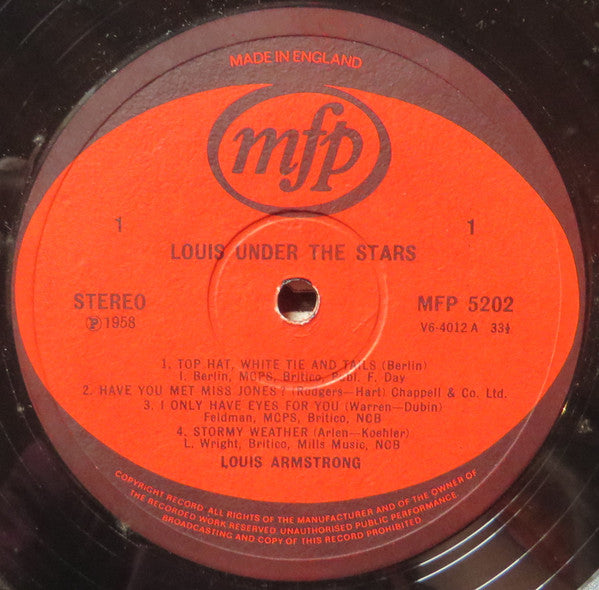 MADE IN ENGLAND
mfp
1 1
LOUIS UNDER THE STARS
STEREO MFP 5202
Ⓟ1958 V6-4012 A 33⅓
1. TOP HAT, WHITE TIE AND TAILS (Berlin)
I. Berlin, MCPS, Britico, Publ. F. Day
2. HAVE YOU MET MISS JONES? (Rodgers—Hart) Chappell & Co. Ltd.
3. I ONLY HAVE EYES FOR YOU (Warren—Dubin)
Feldman, MCPS, Britico, NCB
4. STORMY WEATHER (Arlen—Koehler)
L. Wright, Britico, Mills Music, NCB
LOUIS ARMSTRONG
COPYRIGHT RECORD. ALL RIGHTS OF THE MANUFACTURER AND OF THE OWNER OF
THE RECORDED WORK RESERVED. UNAUTHORISED PUBLIC PERFORMANCE
BROADCASTING AND COPY OF THIS RECORD PROHIBITED